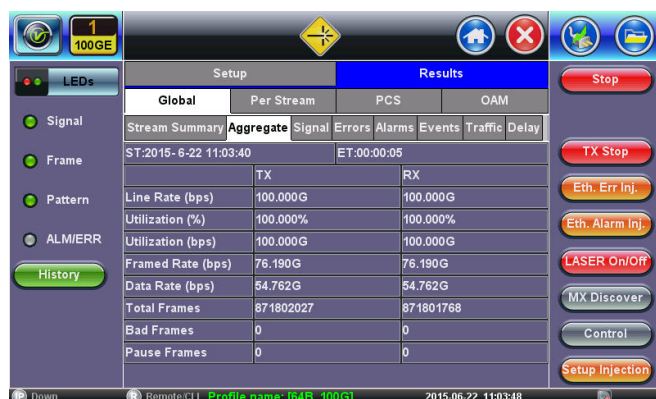 1
100GE
LEDs
Signal
Frame
Pattern
ALM/ERR
History
Setup Results
Global Per Stream PCS OAM
Stream Summary Aggregate Signal Errors Alarms Events Traffic Delay
ST:2015- 6-22 11:03:40 ET:00:00:05
TX RX
Line Rate (bps) 100.000G 100.000G
Utilization (%) 100.000% 100.000%
Utilization (bps) 100.000G 100.000G
Framed Rate (bps) 76.190G 76.190G
Data Rate (bps) 54.762G 54.762G
Total Frames 871802027 871801768
Bad Frames 0 0
Pause Frames 0 0
Stop
TX Stop
Eth. Err Inj.
Eth. Alarm Inj.
LASER On/Off
MX Discover
Control
Setup Injection
IP Down R Remote/CLI Profile name: [64B_100G] 2015.06.22 11:03:48